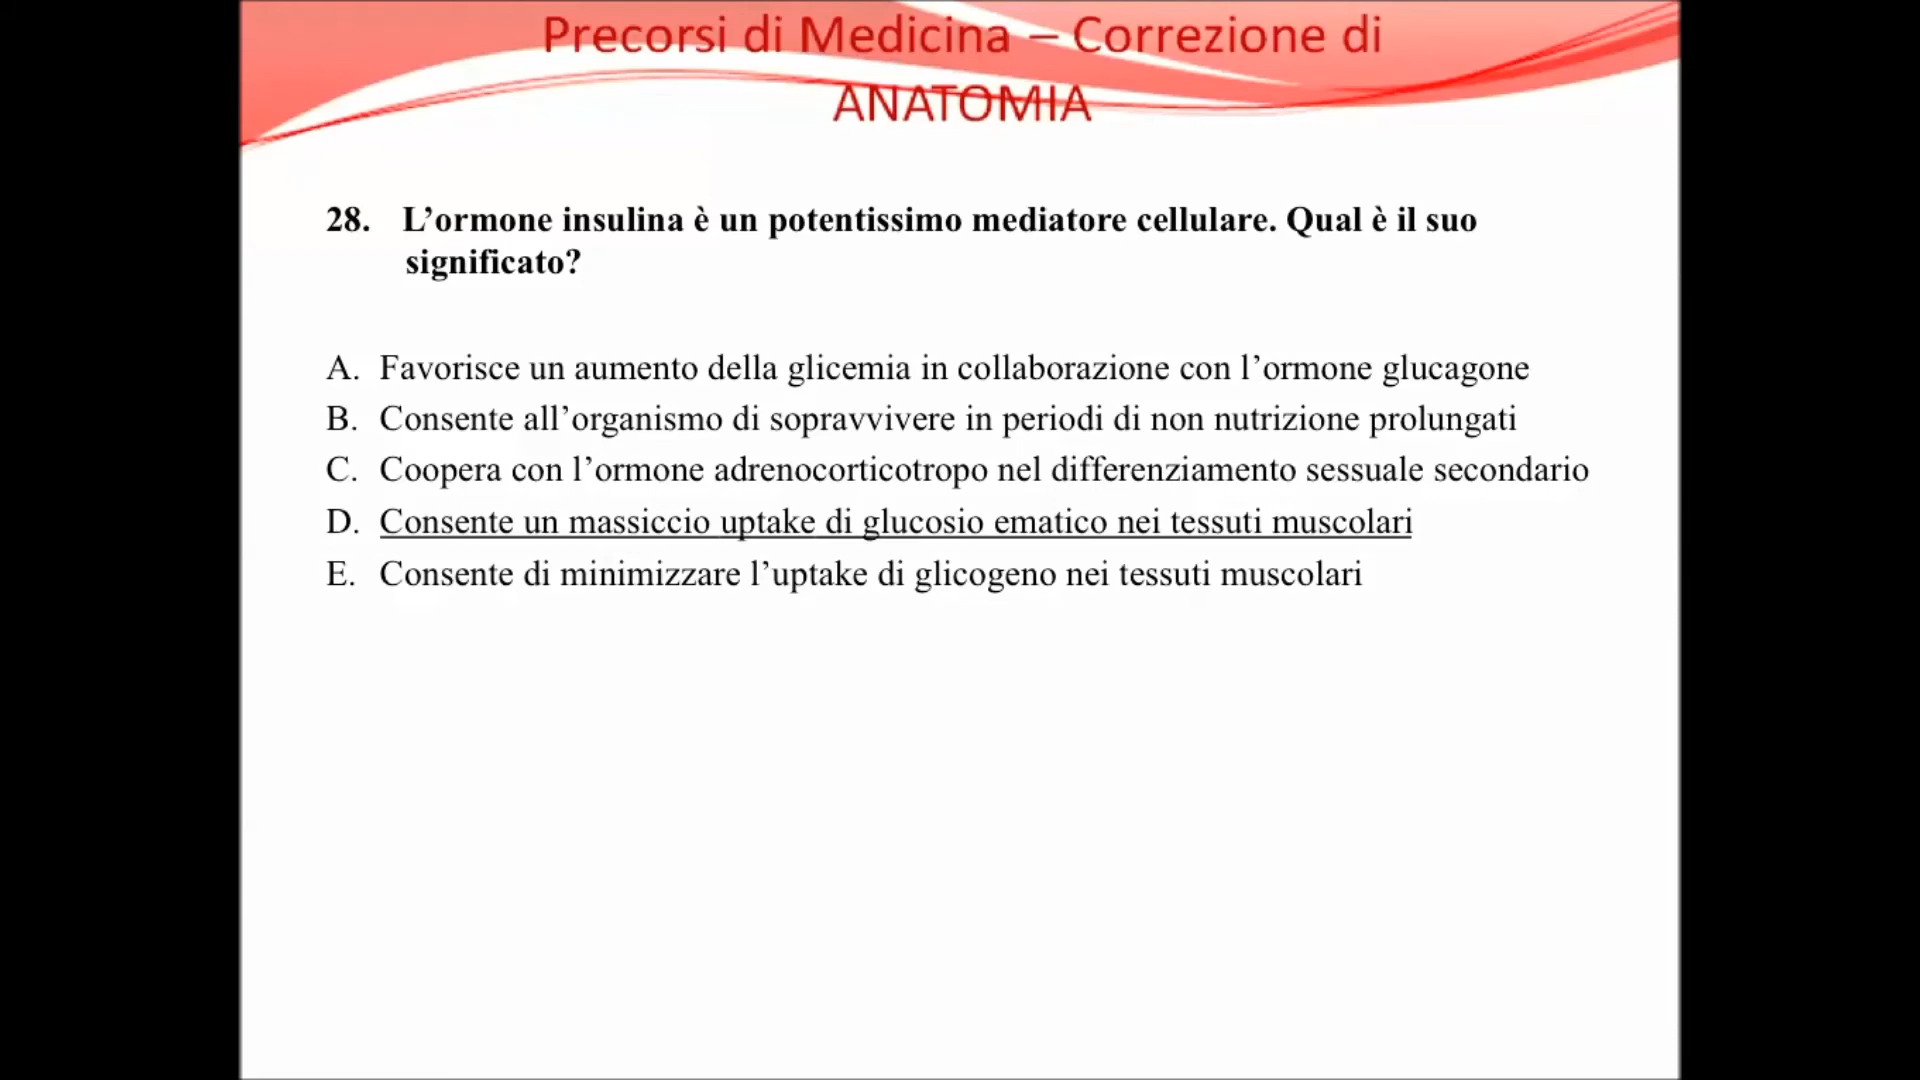 Precorsi di Medicina – Correzione di
ANATOMIA
28. L’ormone insulina è un potentissimo mediatore cellulare. Qual è il suo
significato?
A. Favorisce un aumento della glicemia in collaborazione con l’ormone glucagone
B. Consente all’organismo di sopravvivere in periodi di non nutrizione prolungati
C. Coopera con l’ormone adrenocorticotropo nel differenziamento sessuale secondario
D. Consente un massiccio uptake di glucosio ematico nei tessuti muscolari
E. Consente di minimizzare l’uptake di glicogeno nei tessuti muscolari